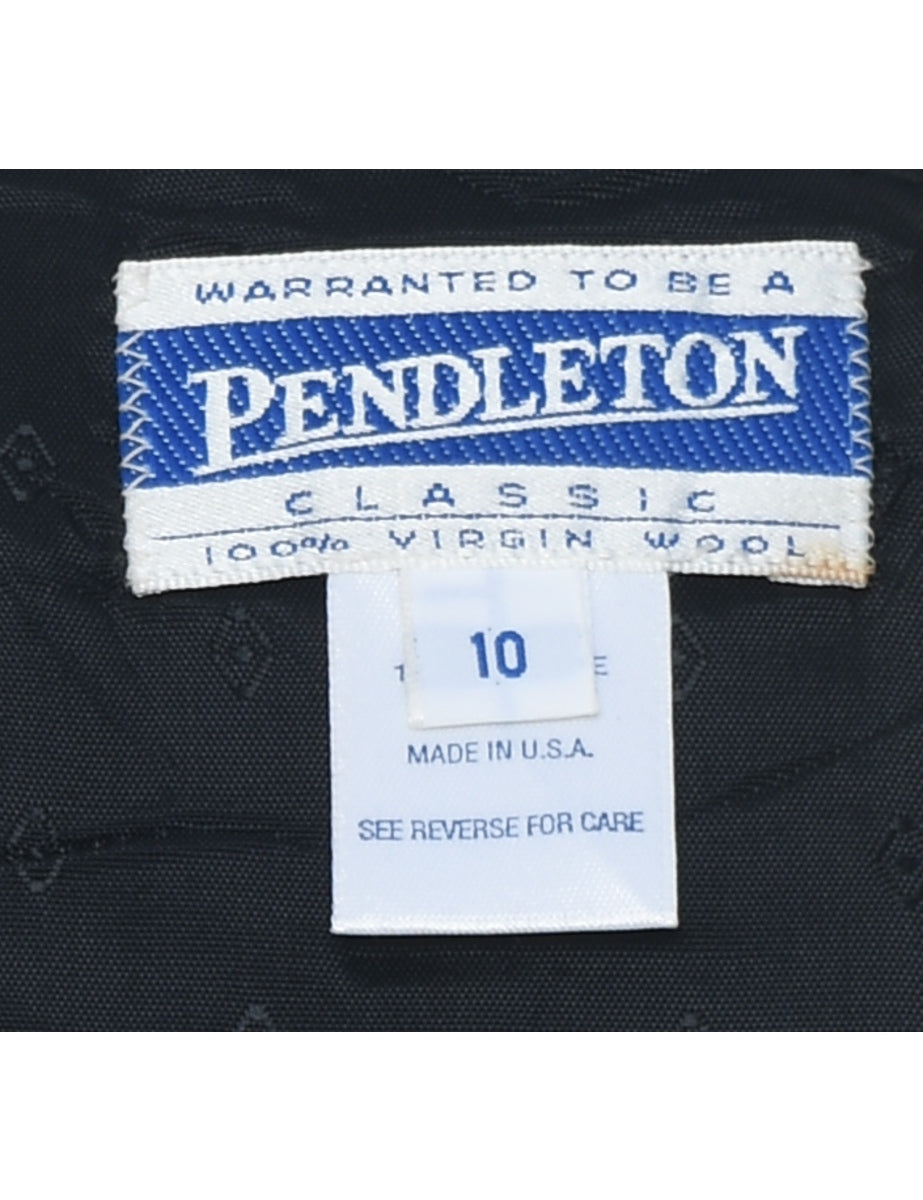 WARRANTED TO BE A
PENDLETON
CLASSIC
100% VIRGIN WOOL
10
MADE IN U.S.A.
SEE REVERSE FOR CARE